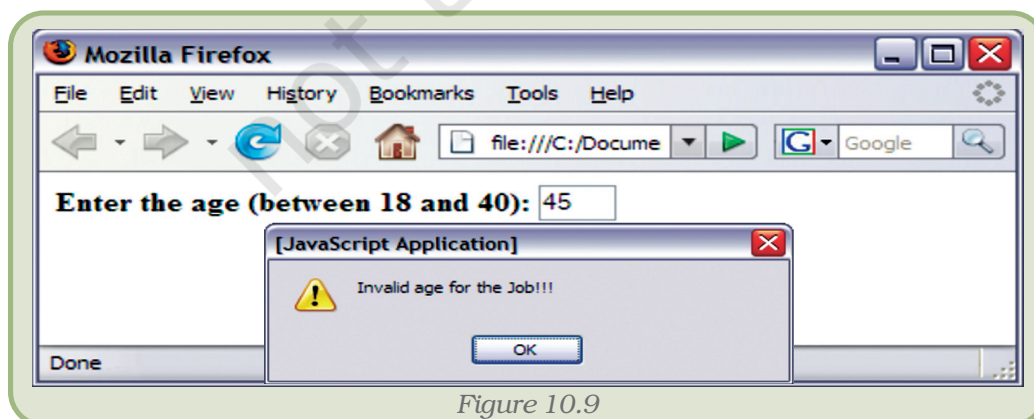 Mozilla Firefox
File Edit View History Bookmarks Tools Help
file:///C:/Docume G Google
Enter the age (between 18 and 40): 45
[JavaScript Application]
Invalid age for the Job!!!
OK
Done
Figure 10.9